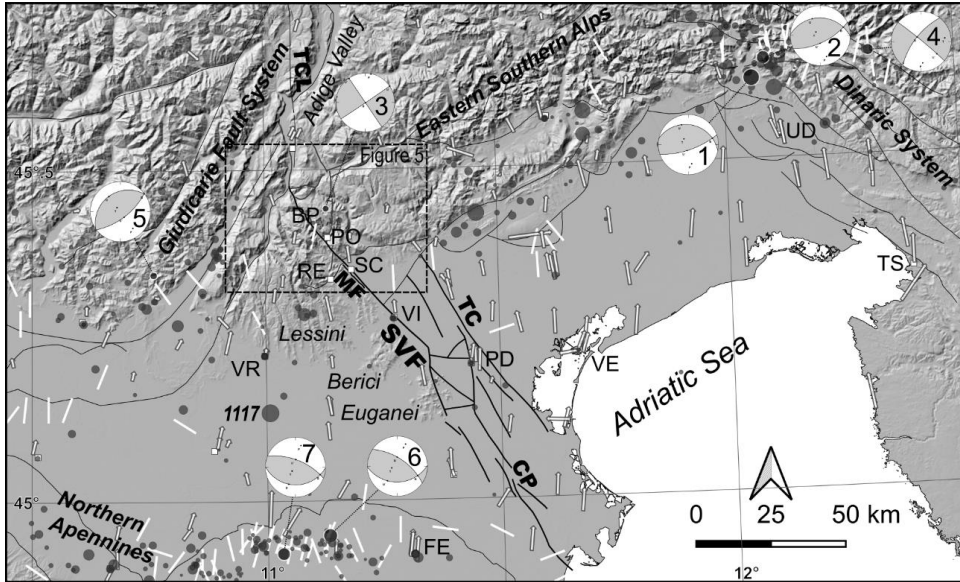 Giudicarie Fault System
TCL
Adige Valley
3
Eastern Southern Alps
2
4
Dinaric System
UD
1
Figure 5
45°.5
5
BP
PO
RE
SC
MF
TS
VI
TC
Lessini
SVF
PD
VE
VR
Berici
1117
Euganei
Adriatic Sea
7
6
CP
45°
Northern
Apennines
0 25 50 km
FE
11°
12°